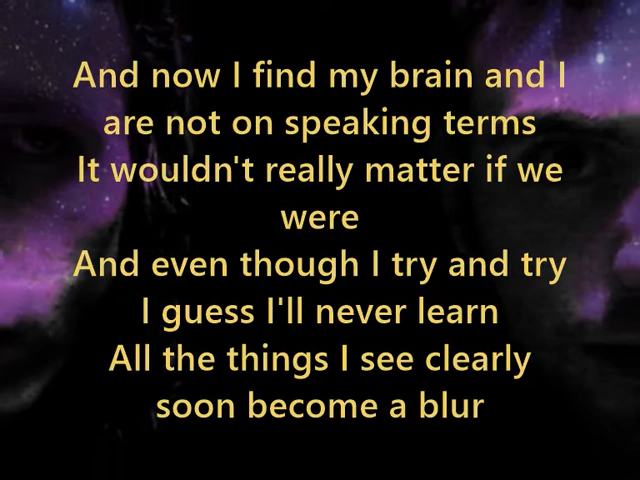 And now I find my brain and I
are not on speaking terms
It wouldn't really matter if we
were
And even though I try and try
I guess I'll never learn
All the things I see clearly
soon become a blur